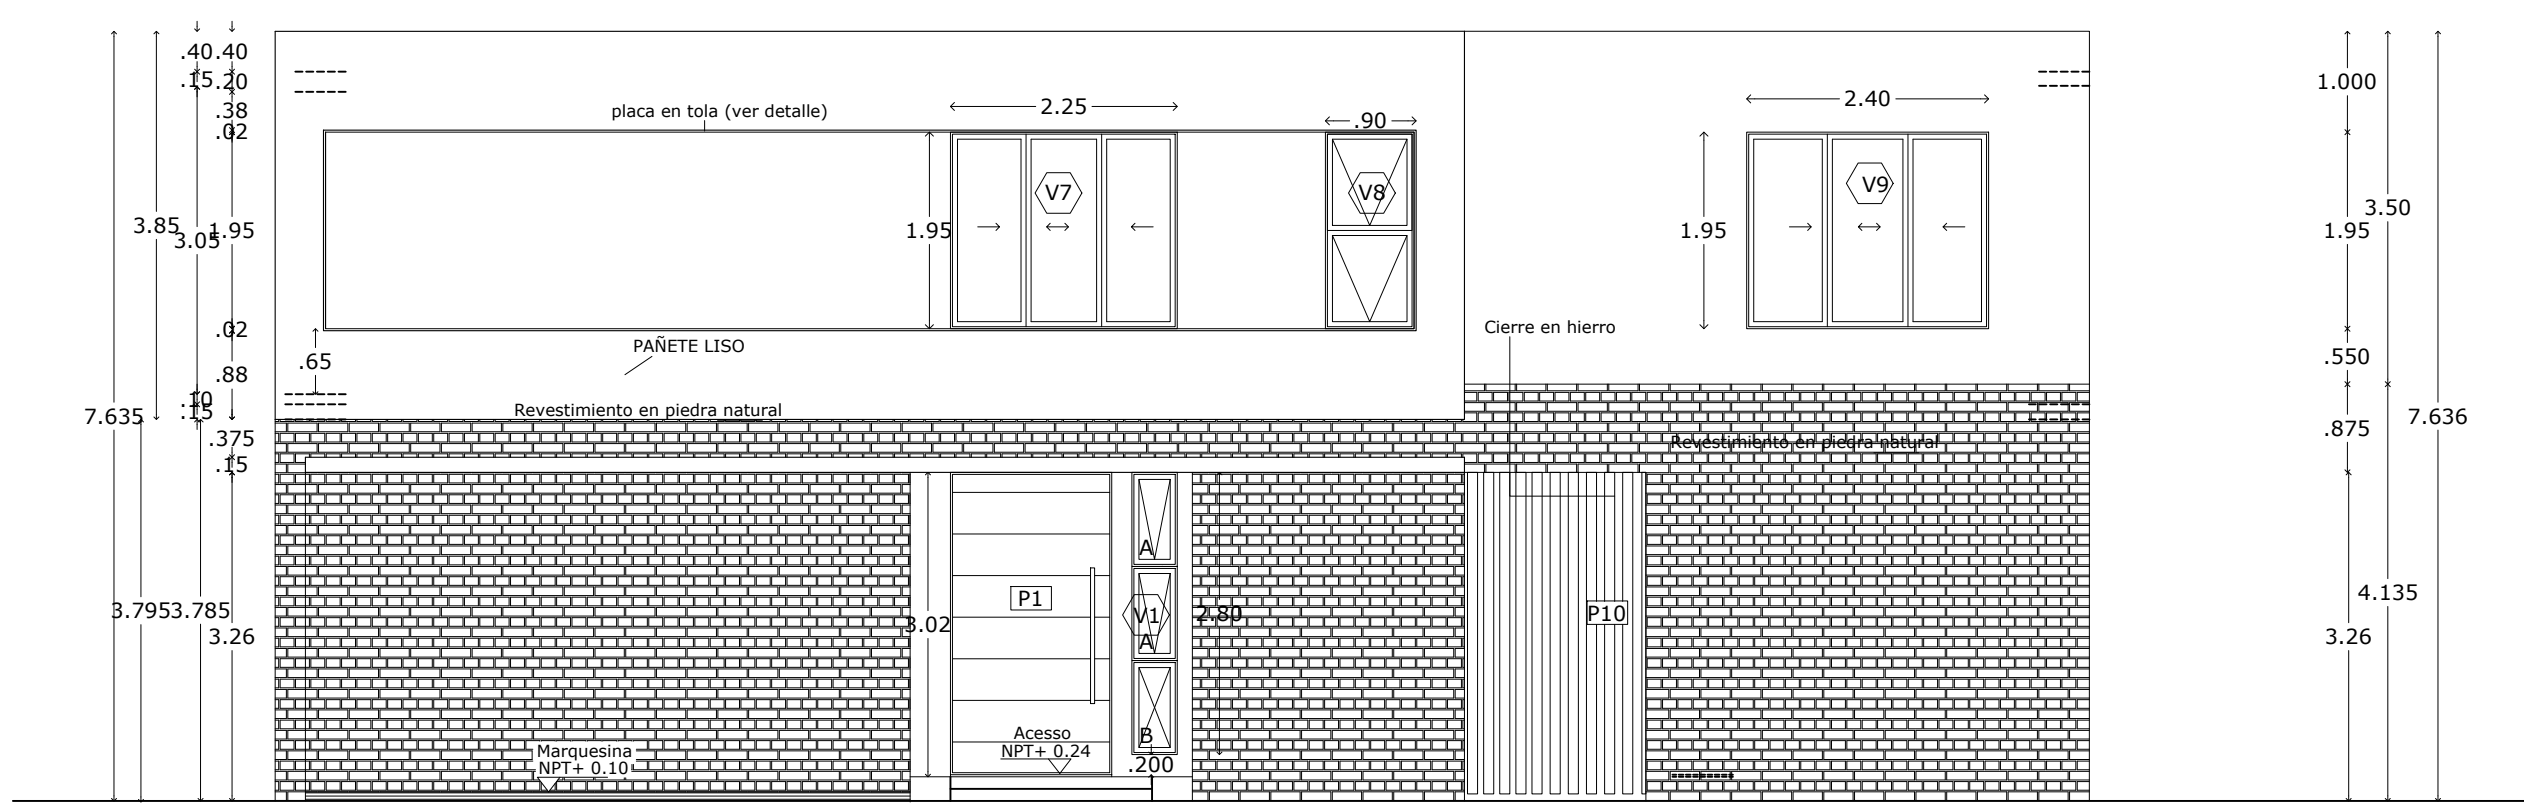 .40 .40
.15 .20
.38
.02
3.85
3.05
1.95
.02
.88
.10
.15
7.635
.375
.15
3.795 3.785
3.26
placa en tola (ver detalle)
2.25
.90
2.40
V7
V8
V9
1.95
1.95
.65
PAÑETE LISO
Cierre en hierro
Revestimiento en piedra natural
Revestimiento en piedra natural
A
P1
V1
A
2.80
P10
3.02
B
Acesso
NPT+ 0.24
.200
Marquesina
NPT+ 0.10
1.000
3.50
1.95
.550
.875
7.636
4.135
3.26